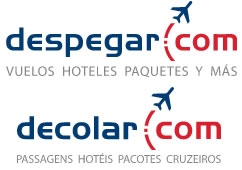 despegar.com
VUELOS HOTELES PAQUETES Y MÁS
decolar.com
PASSAGENS HOTÉIS PACOTES CRUZEIROS